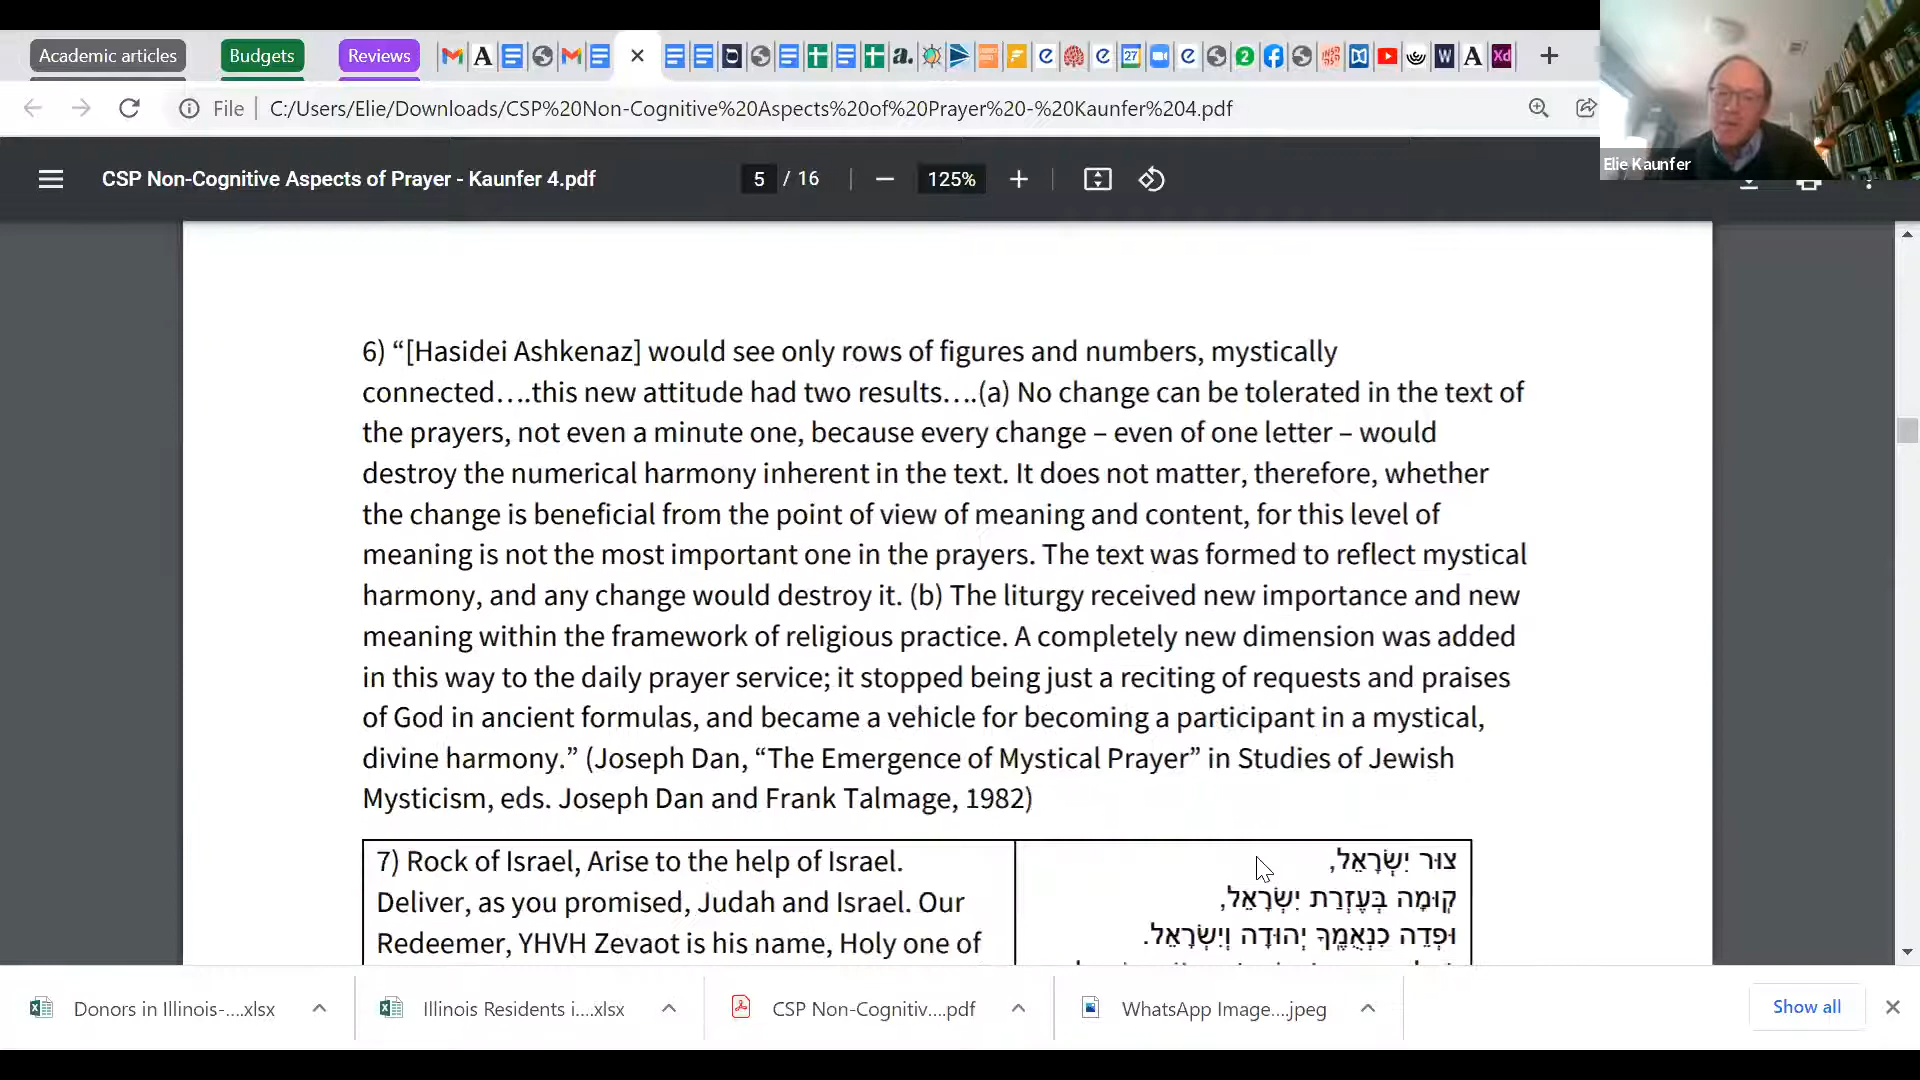 Academic articles
Budgets
Reviews
File
C:/Users/Elie/Downloads/CSP%20Non-Cognitive%20Aspects%20of%20Prayer%20-%20Kaunfer%204.pdf
Elie Kaunfer
CSP Non-Cognitive Aspects of Prayer - Kaunfer 4.pdf
5 / 16
125%
6) “[Hasidei Ashkenaz] would see only rows of figures and numbers, mystically
connected….this new attitude had two results….(a) No change can be tolerated in the text of
the prayers, not even a minute one, because every change – even of one letter – would
destroy the numerical harmony inherent in the text. It does not matter, therefore, whether
the change is beneficial from the point of view of meaning and content, for this level of
meaning is not the most important one in the prayers. The text was formed to reflect mystical
harmony, and any change would destroy it. (b) The liturgy received new importance and new
meaning within the framework of religious practice. A completely new dimension was added
in this way to the daily prayer service; it stopped being just a reciting of requests and praises
of God in ancient formulas, and became a vehicle for becoming a participant in a mystical,
divine harmony.” (Joseph Dan, “The Emergence of Mystical Prayer” in Studies of Jewish
Mysticism, eds. Joseph Dan and Frank Talmage, 1982)
7) Rock of Israel, Arise to the help of Israel.
Deliver, as you promised, Judah and Israel. Our
Redeemer, YHVH Zevaot is his name, Holy one of
צוּר יִשְׂרָאֵל,
קוּמָה בְּעֶזְרַת יִשְׂרָאֵל,
וּפְדֵה כִנְאֻמֶךָ יְהוּדָה וְיִשְׂרָאֵל.
Donors in Illinois-....xlsx
Illinois Residents i....xlsx
CSP Non-Cognitiv....pdf
WhatsApp Image....jpeg
Show all